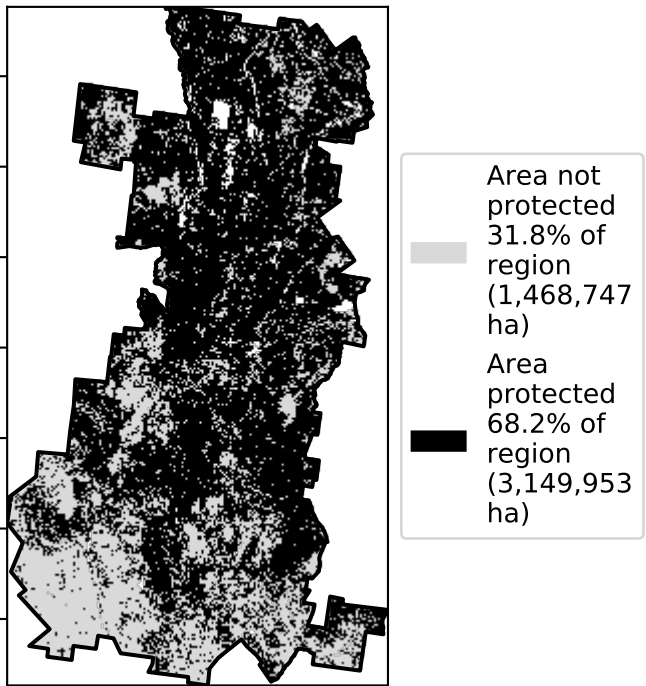 Area not
protected
31.8% of
region
(1,468,747
ha)
Area
protected
68.2% of
region
(3,149,953
ha)